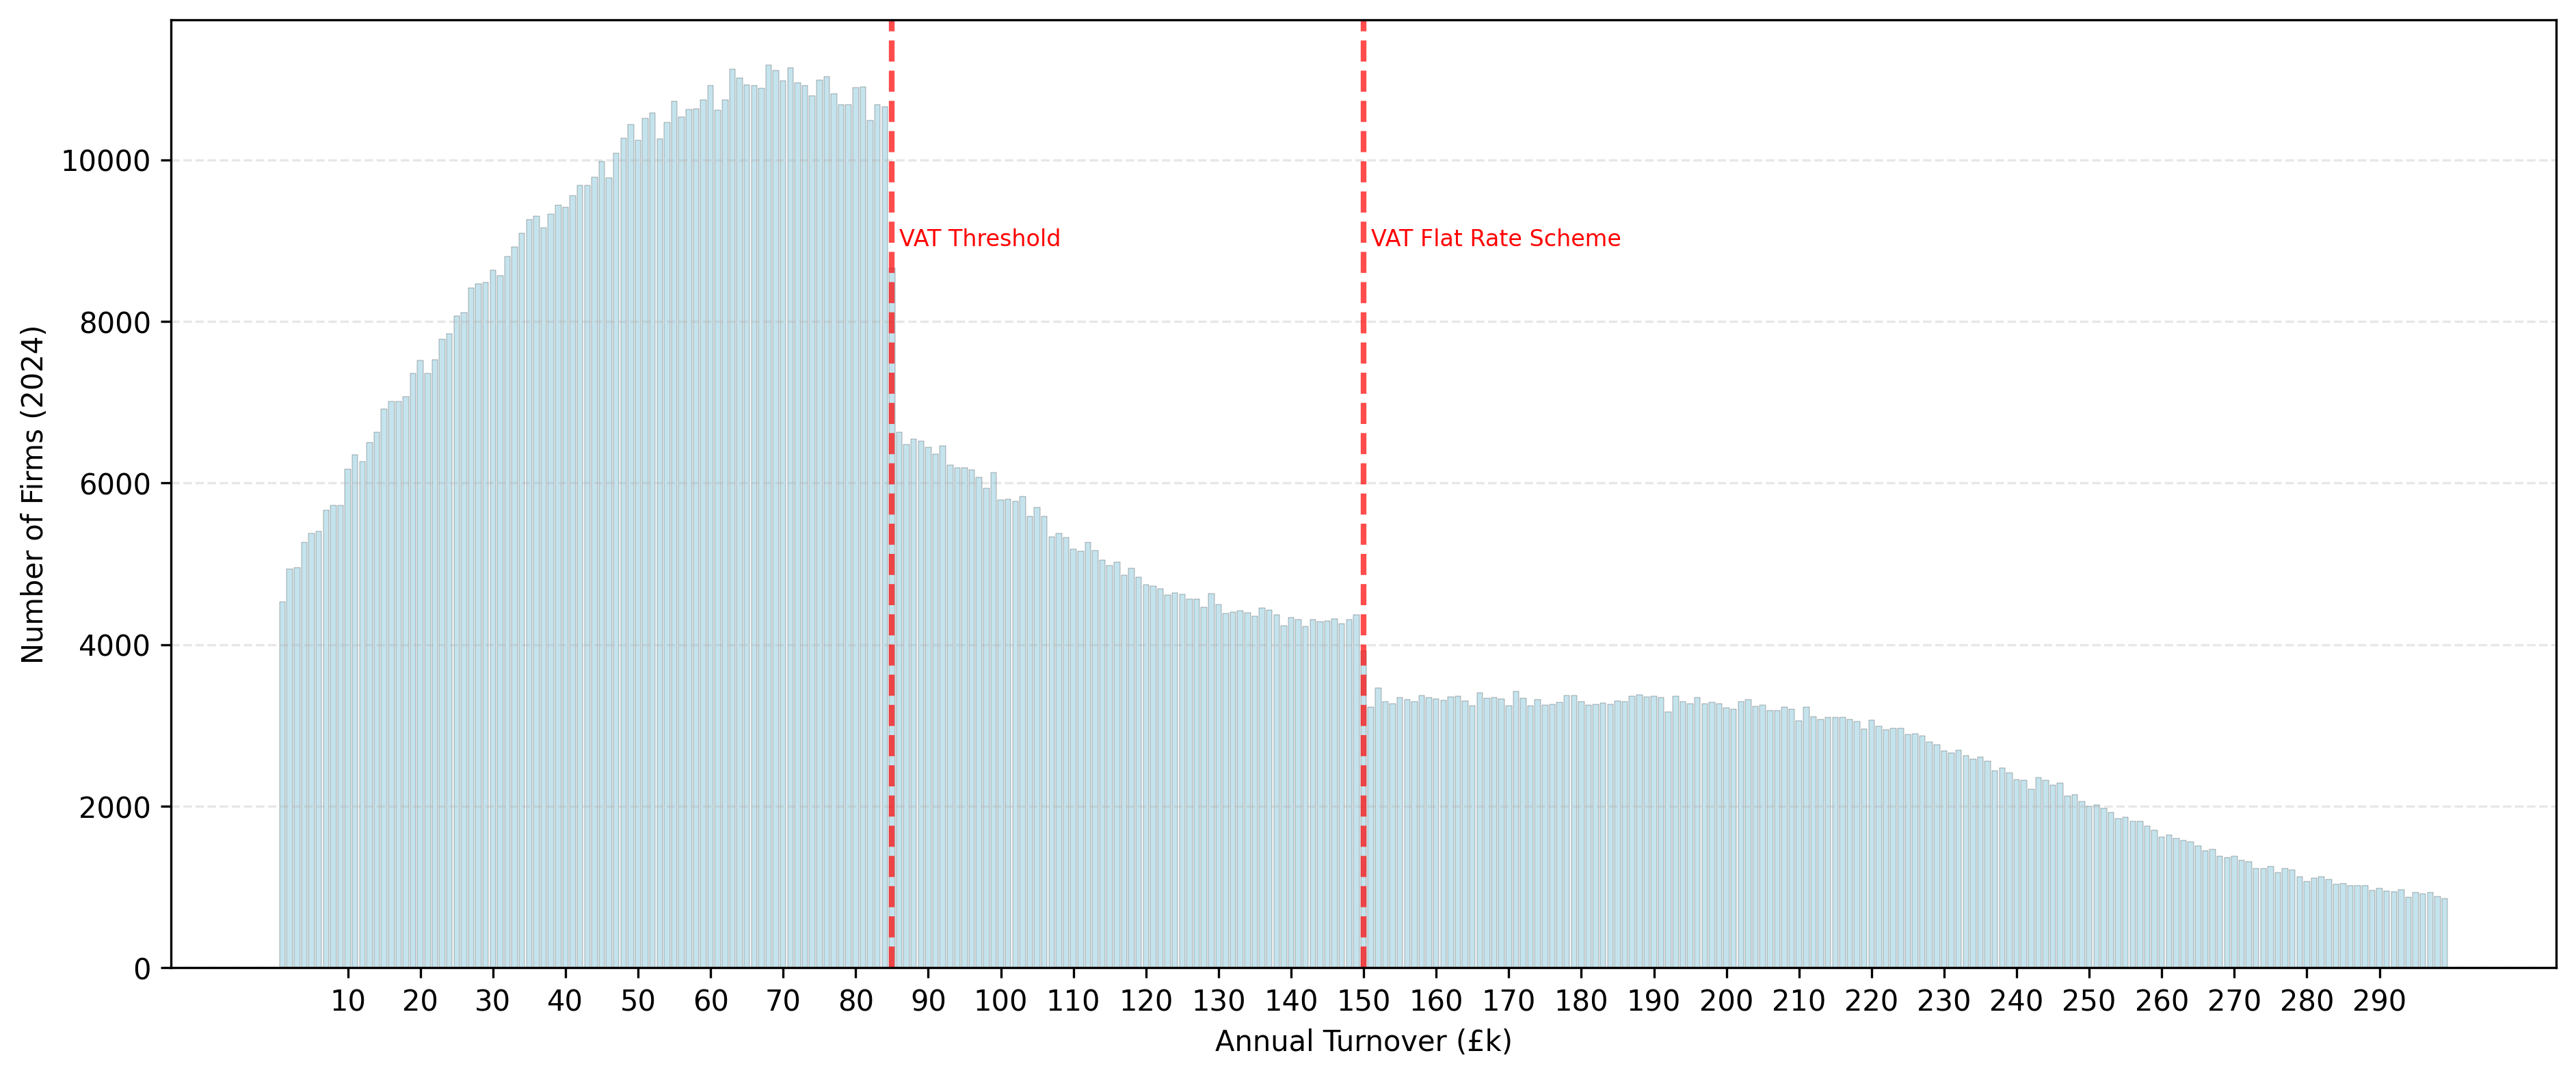 Number of Firms (2024)
10000
8000
6000
4000
2000
0
VAT Threshold
VAT Flat Rate Scheme
10 20 30 40 50 60 70 80 90 100 110 120 130 140 150 160 170 180 190 200 210 220 230 240 250 260 270 280 290
Annual Turnover (£k)